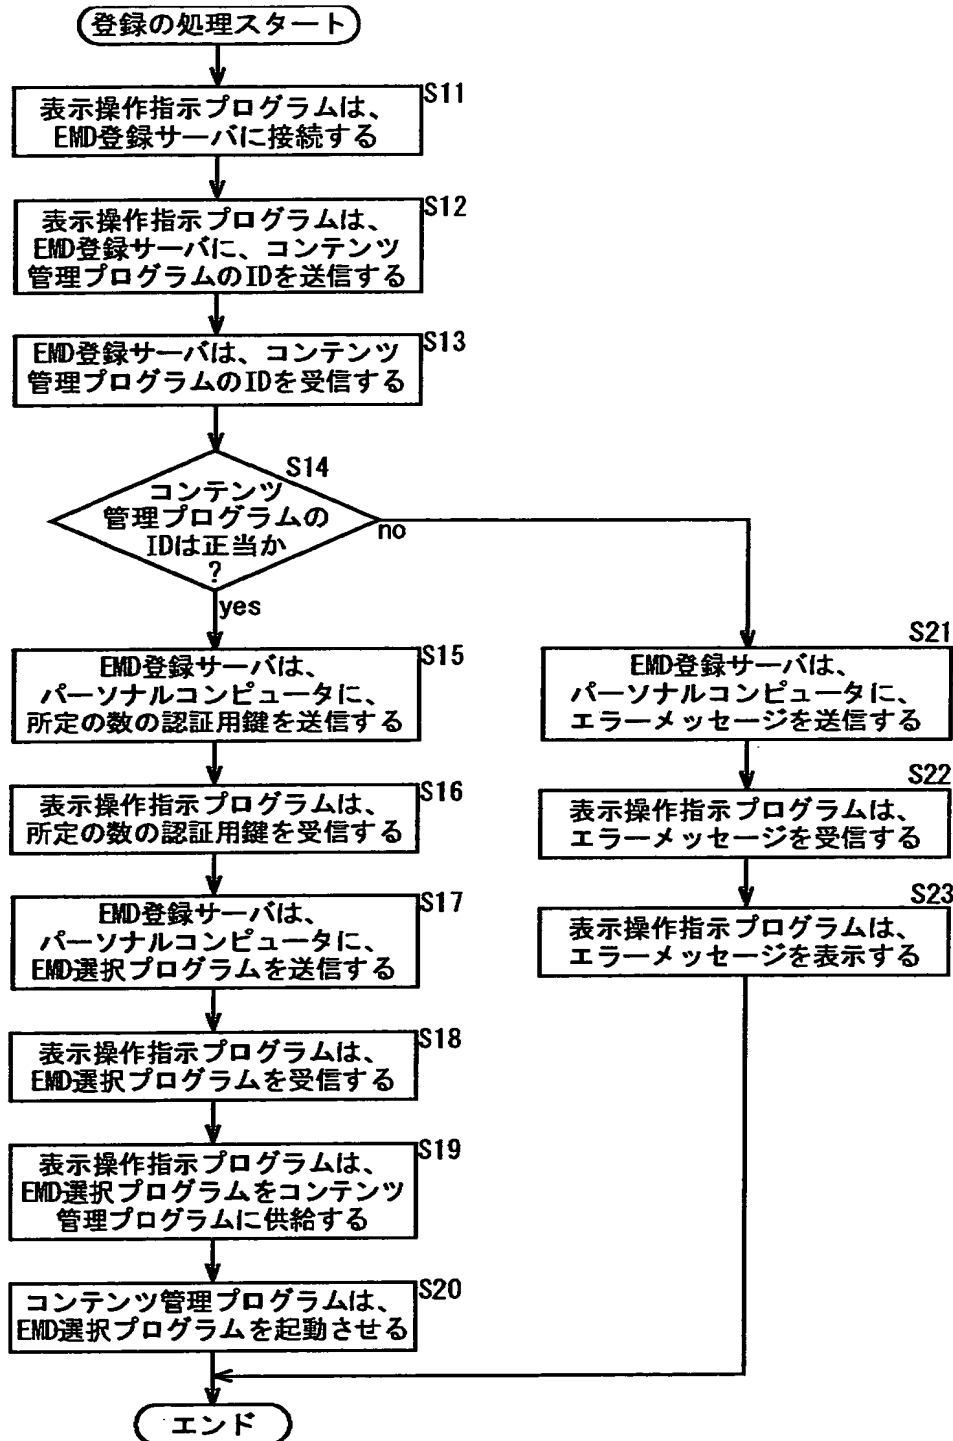 登録の処理スタート
S11
表示操作指示プログラムは、
EMD登録サーバに接続する
S12
表示操作指示プログラムは、
EMD登録サーバに、コンテンツ
管理プログラムのIDを送信する
S13
EMD登録サーバは、コンテンツ
管理プログラムのIDを受信する
S14
コンテンツ
管理プログラムの
IDは正当か
?
no
yes
S15
EMD登録サーバは、
パーソナルコンピュータに、
所定の数の認証用鍵を送信する
S16
表示操作指示プログラムは、
所定の数の認証用鍵を受信する
S17
EMD登録サーバは、
パーソナルコンピュータに、
EMD選択プログラムを送信する
S18
表示操作指示プログラムは、
EMD選択プログラムを受信する
S19
表示操作指示プログラムは、
EMD選択プログラムをコンテンツ
管理プログラムに供給する
S20
コンテンツ管理プログラムは、
EMD選択プログラムを起動させる
S21
EMD登録サーバは、
パーソナルコンピュータに、
エラーメッセージを送信する
S22
表示操作指示プログラムは、
エラーメッセージを受信する
S23
表示操作指示プログラムは、
エラーメッセージを表示する
エンド